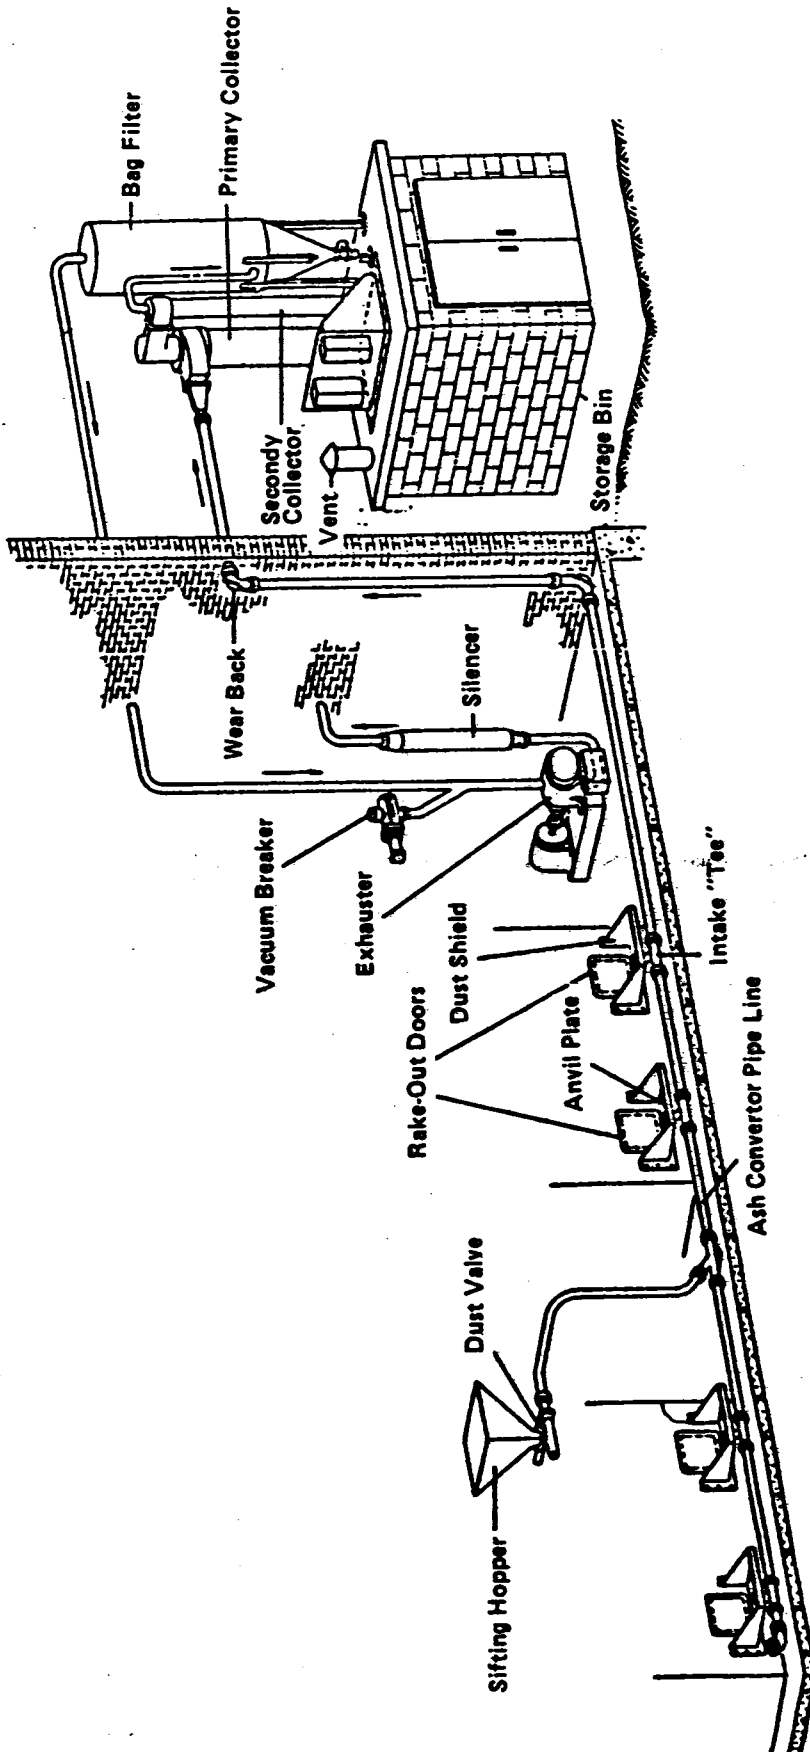 Bag Filter
Primary Collector
Secondy
Collector
Vent
Storage Bin
Wear Back
Silencer
Vacuum Breaker
Exhauster
Dust Shield
Rake-Out Doors
Anvil Plate
Intake "Tee"
Ash Convertor Pipe Line
Dust Valve
Sifting Hopper